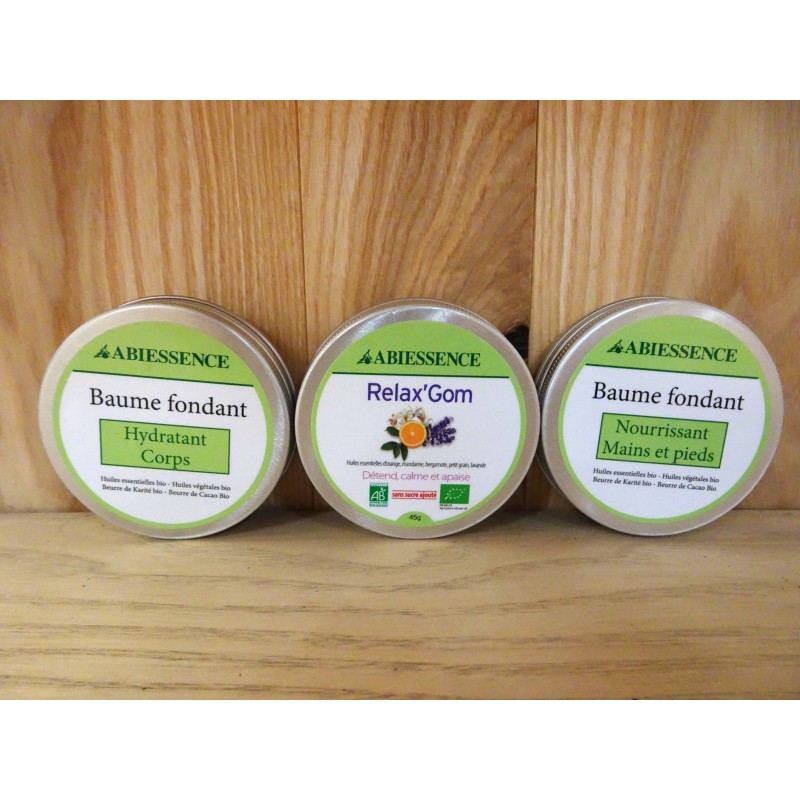 ABIESSENCE
Baume fondant
Hydratant
Corps
Huiles essentielles bio - Huiles végétales bio
Beurre de Karité bio - Beurre de Cacao Bio
ABIESSENCE
Relax'Gom
Huiles essentielles d'orange, mandarine, bergamote, petit grain, lavande
Détend, calme et apaise
AB
sans sucre ajouté
45g
ABIESSENCE
Baume fondant
Nourrissant
Mains et pieds
Huiles essentielles bio - Huiles végétales bio
Beurre de Karité bio - Beurre de Cacao Bio